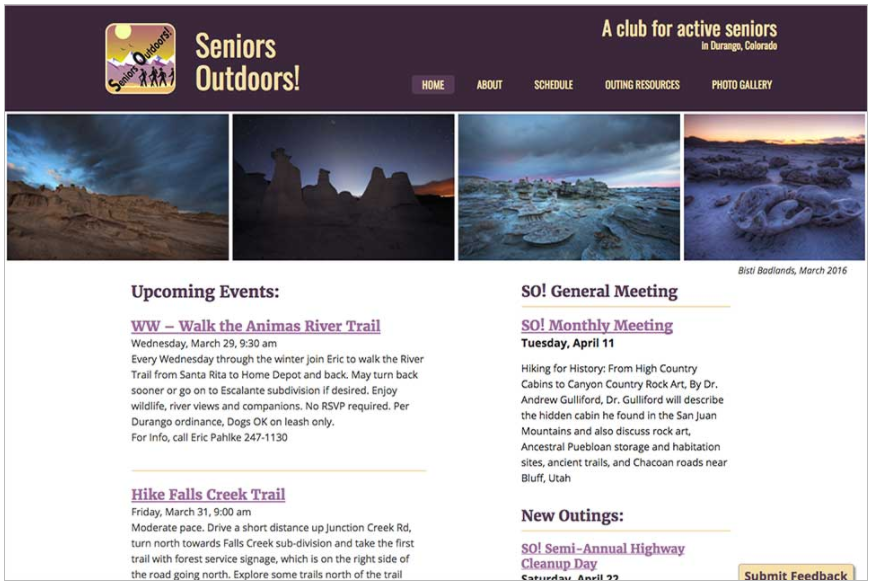 Seniors Outdoors!
Seniors
Outdoors!
A club for active seniors
in Durango, Colorado
HOME ABOUT SCHEDULE OUTING RESOURCES PHOTO GALLERY
Bisti Badlands, March 2016
Upcoming Events:
WW – Walk the Animas River Trail
Wednesday, March 29, 9:30 am
Every Wednesday through the winter join Eric to walk the River
Trail from Santa Rita to Home Depot and back. May turn back
sooner or go on to Escalante subdivision if desired. Enjoy
wildlife, river views and companions. No RSVP required. Per
Durango ordinance, Dogs OK on leash only.
For Info, call Eric Pahlke 247-1130
Hike Falls Creek Trail
Friday, March 31, 9:00 am
Moderate pace. Drive a short distance up Junction Creek Rd,
turn north towards Falls Creek sub-division and take the first
trail with forest service signage, which is on the right side of
the road going north. Explore some trails north of the trail
SO! General Meeting
SO! Monthly Meeting
Tuesday, April 11
Hiking for History: From High Country
Cabins to Canyon Country Rock Art, By Dr.
Andrew Gulliford, Dr. Gulliford will describe
the hidden cabin he found in the San Juan
Mountains and also discuss rock art,
Ancestral Puebloan storage and habitation
sites, ancient trails, and Chacoan roads near
Bluff, Utah
New Outings:
SO! Semi-Annual Highway
Cleanup Day
Saturday, April 22
Submit Feedback